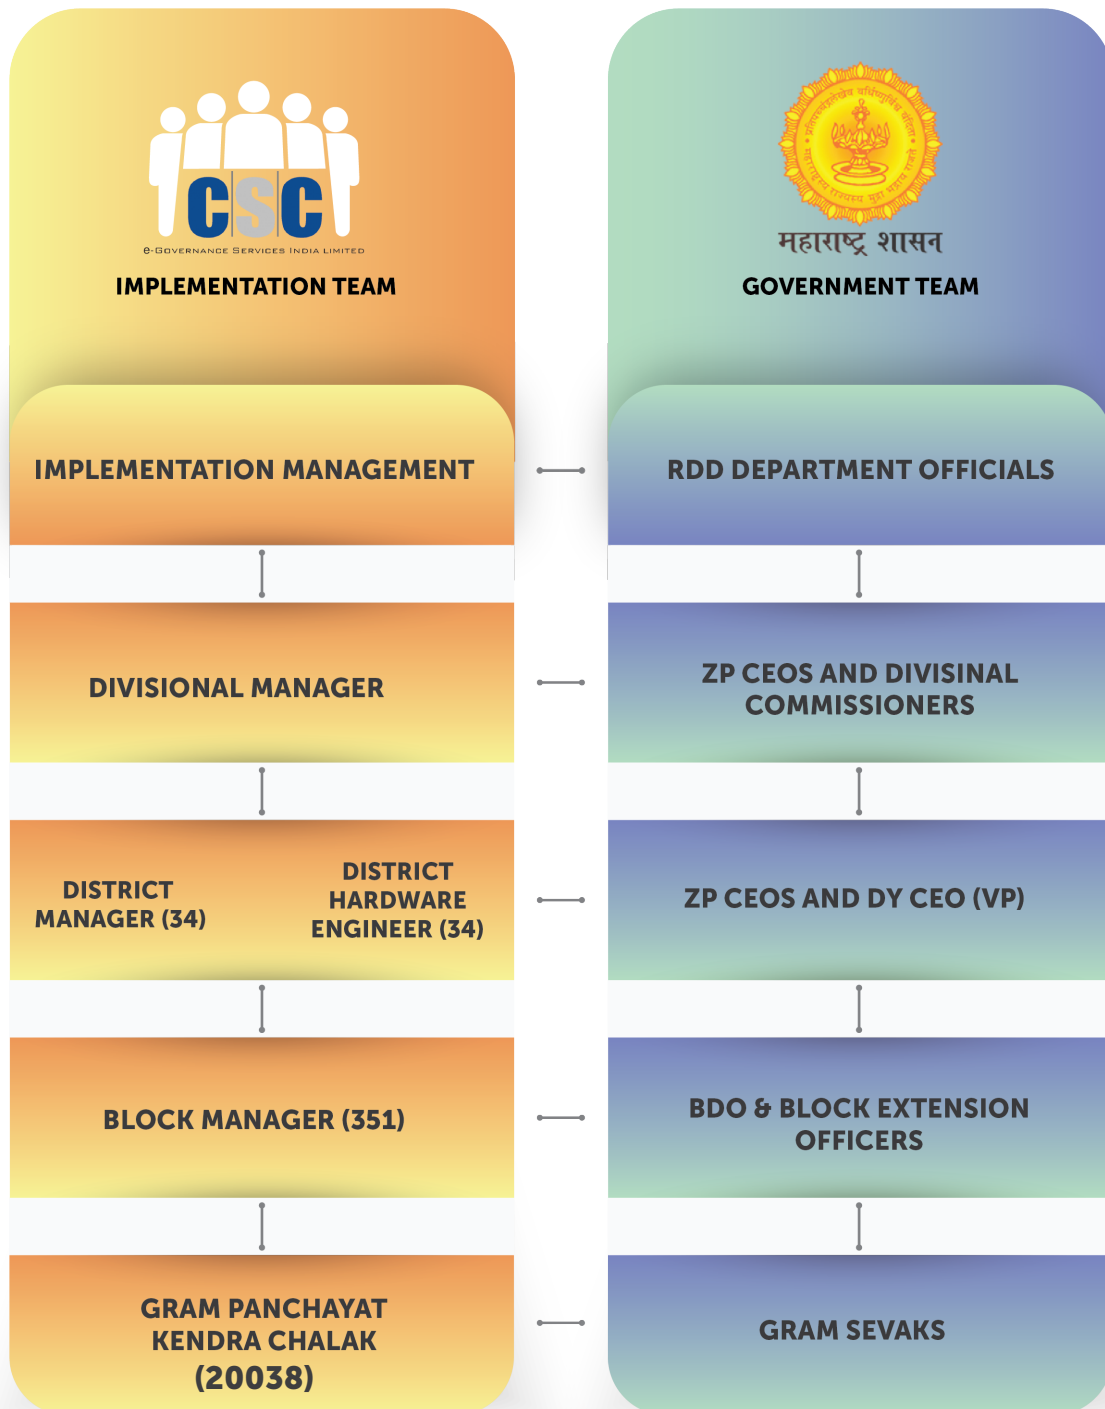 CSC
e-Governance Services India Limited
IMPLEMENTATION TEAM
महाराष्ट्र शासन
GOVERNMENT TEAM
IMPLEMENTATION MANAGEMENT
RDD DEPARTMENT OFFICIALS
DIVISIONAL MANAGER
ZP CEOS AND DIVISINAL
COMMISSIONERS
DISTRICT
MANAGER (34)
DISTRICT
HARDWARE
ENGINEER (34)
ZP CEOS AND DY CEO (VP)
BLOCK MANAGER (351)
BDO & BLOCK EXTENSION
OFFICERS
GRAM PANCHAYAT
KENDRA CHALAK
(20038)
GRAM SEVAKS